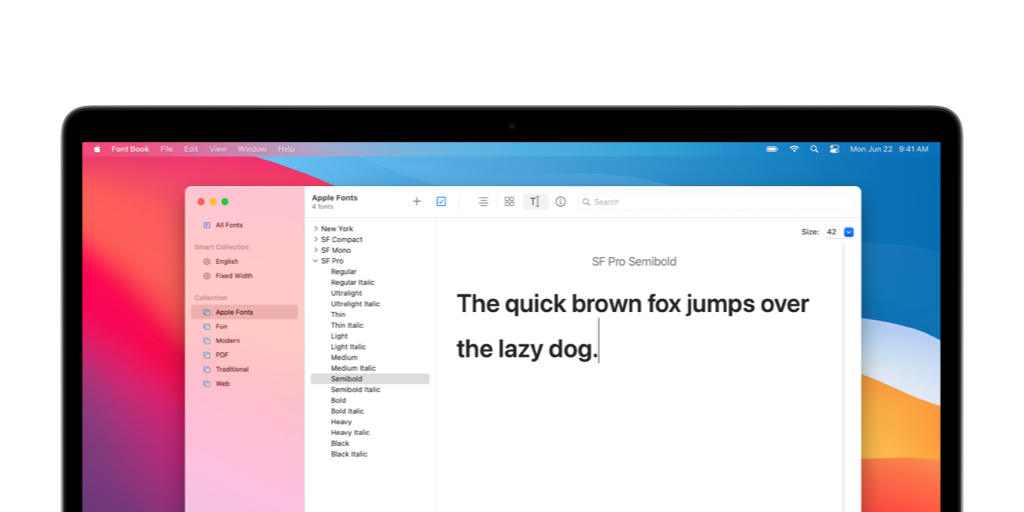 Font Book File Edit View Window Help
Mon Jun 22 9:41 AM
Apple Fonts
4 fonts
Search
All Fonts
Smart Collection
English
Fixed Width
Collection
Apple Fonts
Fun
Modern
PDF
Traditional
Web
New York
SF Compact
SF Mono
SF Pro
Regular
Regular Italic
Ultralight
Ultralight Italic
Thin
Thin Italic
Light
Light Italic
Medium
Medium Italic
Semibold
Semibold Italic
Bold
Bold Italic
Heavy
Heavy Italic
Black
Black Italic
Size: 42
SF Pro Semibold
The quick brown fox jumps over
the lazy dog.